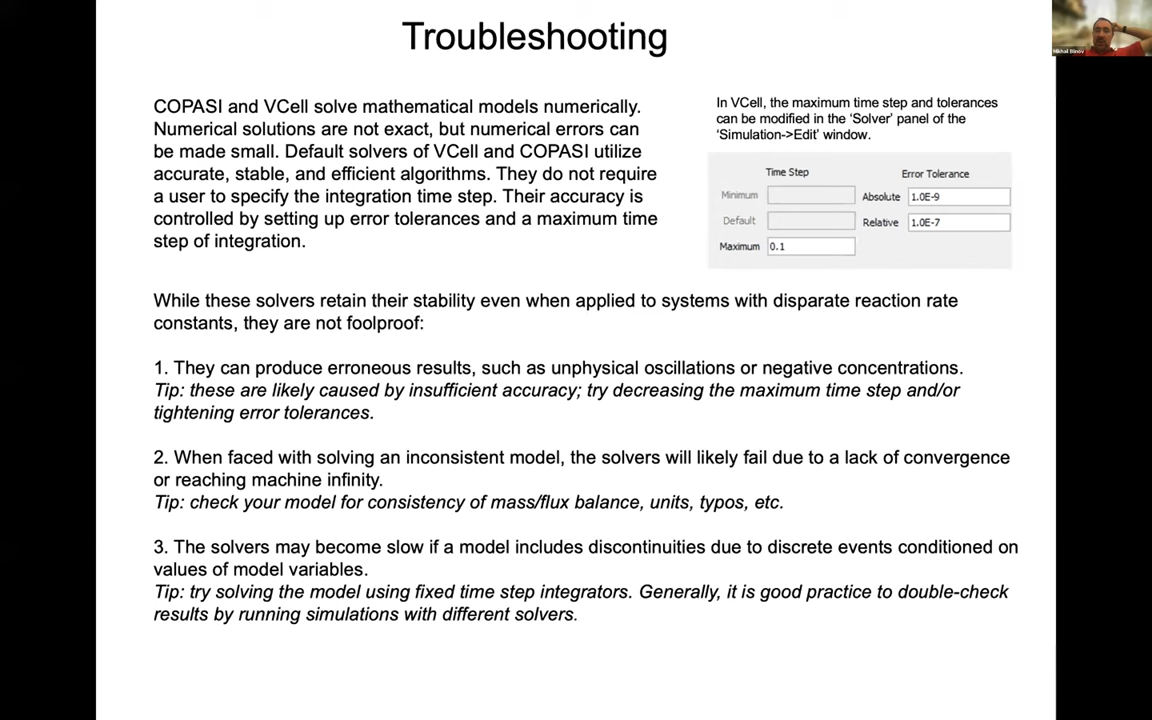 Troubleshooting
COPASI and VCell solve mathematical models numerically.
Numerical solutions are not exact, but numerical errors can
be made small. Default solvers of VCell and COPASI utilize
accurate, stable, and efficient algorithms. They do not require
a user to specify the integration time step. Their accuracy is
controlled by setting up error tolerances and a maximum time
step of integration.
In VCell, the maximum time step and tolerances
can be modified in the ‘Solver’ panel of the
‘Simulation->Edit’ window.
Time Step
Error Tolerance
Minimum
Absolute 1.0E-9
Default
Relative 1.0E-7
Maximum 0.1
While these solvers retain their stability even when applied to systems with disparate reaction rate
constants, they are not foolproof:
1. They can produce erroneous results, such as unphysical oscillations or negative concentrations.
Tip: these are likely caused by insufficient accuracy; try decreasing the maximum time step and/or
tightening error tolerances.
2. When faced with solving an inconsistent model, the solvers will likely fail due to a lack of convergence
or reaching machine infinity.
Tip: check your model for consistency of mass/flux balance, units, typos, etc.
3. The solvers may become slow if a model includes discontinuities due to discrete events conditioned on
values of model variables.
Tip: try solving the model using fixed time step integrators. Generally, it is good practice to double-check
results by running simulations with different solvers.
Mikhail Blinov